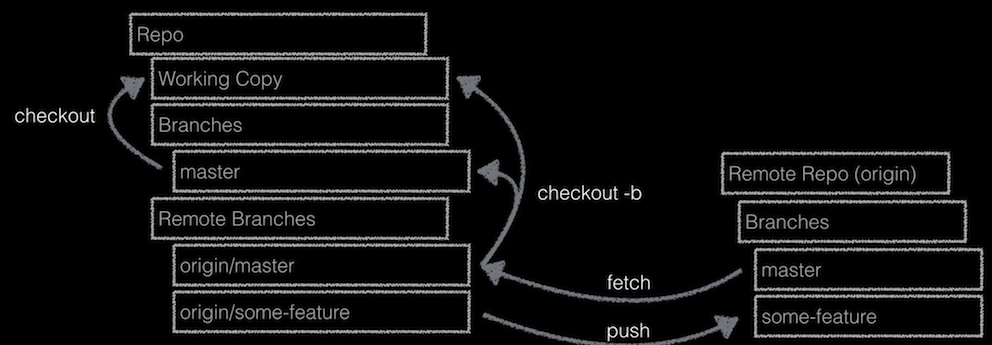 Repo
Working Copy
checkout
Branches
master
Remote Branches
origin/master
origin/some-feature
checkout -b
fetch
push
Remote Repo (origin)
Branches
master
some-feature